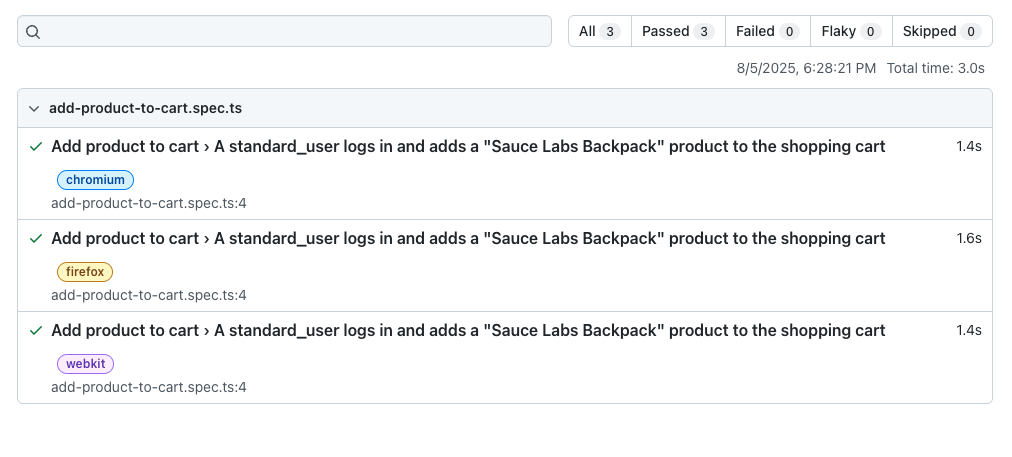 All 3 Passed 3 Failed 0 Flaky 0 Skipped 0
8/5/2025, 6:28:21 PM Total time: 3.0s
add-product-to-cart.spec.ts
Add product to cart › A standard_user logs in and adds a "Sauce Labs Backpack" product to the shopping cart 1.4s
chromium
add-product-to-cart.spec.ts:4
Add product to cart › A standard_user logs in and adds a "Sauce Labs Backpack" product to the shopping cart 1.6s
firefox
add-product-to-cart.spec.ts:4
Add product to cart › A standard_user logs in and adds a "Sauce Labs Backpack" product to the shopping cart 1.4s
webkit
add-product-to-cart.spec.ts:4